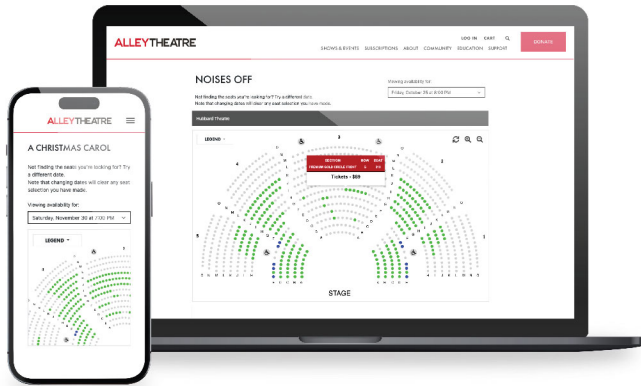 ALLEYTHEATRE
LOG IN CART
SHOWS & EVENTS SUBSCRIPTIONS ABOUT COMMUNITY EDUCATION SUPPORT
DONATE
NOISES OFF
Not finding the seats you're looking for? Try a different date.
Note that changing dates will clear any seat selection you have made.
Viewing availability for:
Friday, October 25 at 8:00 PM
Hubbard Theatre
LEGEND
SECTION ROW SEAT
Tickets - $59
STAGE
ALLEYTHEATRE
A CHRISTMAS CAROL
Not finding the seats you're looking for? Try
a different date.
Note that changing dates will clear any seat
selection you have made.
Viewing availability for:
Saturday, November 30 at 7:00 PM
LEGEND